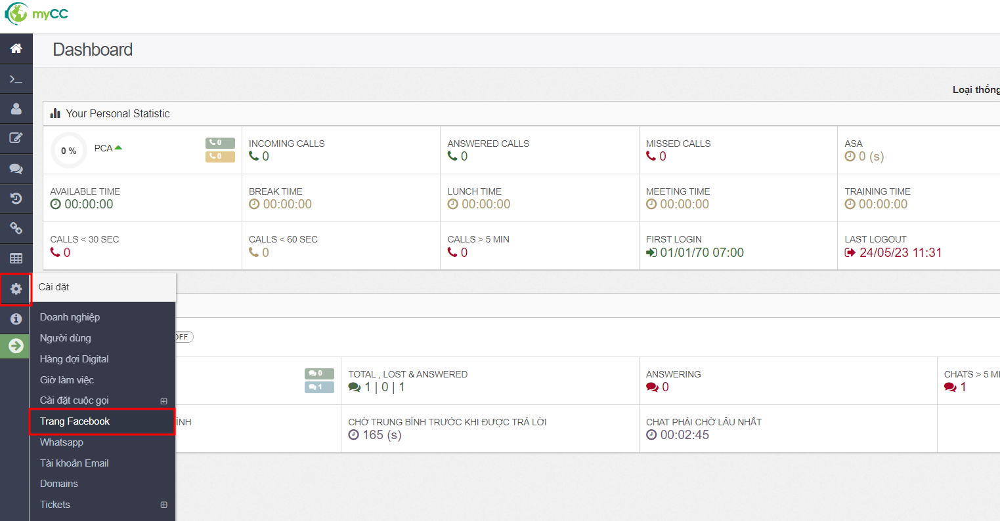 myCC
Dashboard
Loại thống
Your Personal Statistic
0 %
PCA
0
0
INCOMING CALLS
0
ANSWERED CALLS
0
MISSED CALLS
0
ASA
0 (s)
AVAILABLE TIME
00:00:00
BREAK TIME
00:00:00
LUNCH TIME
00:00:00
MEETING TIME
00:00:00
TRAINING TIME
00:00:00
CALLS < 30 SEC
0
CALLS < 60 SEC
0
CALLS > 5 MIN
0
FIRST LOGIN
01/01/70 07:00
LAST LOGOUT
24/05/23 11:31
Cài đặt
Doanh nghiệp
Người dùng
Hàng đợi Digital
Giờ làm việc
Cài đặt cuộc gọi
Trang Facebook
Whatsapp
Tài khoản Email
Domains
Tickets
OFF
0
1
TOTAL , LOST & ANSWERED
1 | 0 | 1
ANSWERING
0
CHATS > 5 MI
1
ÌNH
CHỜ TRUNG BÌNH TRƯỚC KHI ĐƯỢC TRẢ LỜI
165 (s)
CHAT PHẢI CHỜ LÂU NHẤT
00:02:45